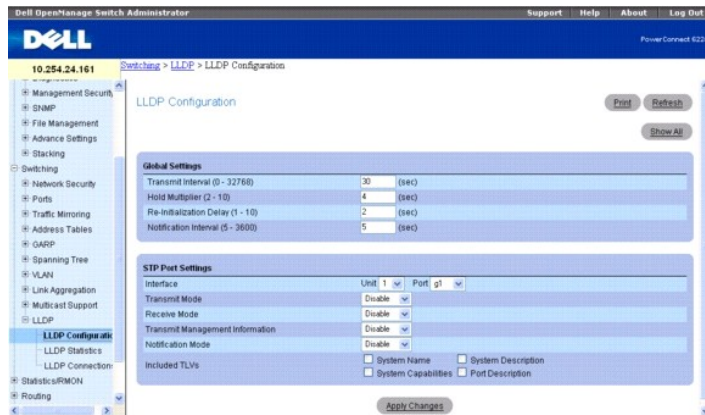 Dell OpenManage Switch Administrator
Support Help About Log Out
DELL
10.254.24.161
Switching > LLDP > LLDP Configuration
Management Security
SNMP
File Management
Advance Settings
Stacking
Switching
Network Security
Ports
Traffic Mirroring
Address Tables
GARP
Spanning Tree
VLAN
Link Aggregation
Multicast Support
LLDP
LLDP Configuratio
LLDP Statistics
LLDP Connections
Statistics/RMON
Routing
PowerConnect 622
LLDP Configuration
Print Refresh
Show All
Global Settings
Transmit Interval (0 - 32768) 30 (sec)
Hold Multiplier (2 - 10) 4 (sec)
Re-Initialization Delay (1 - 10) 2 (sec)
Notification Interval (5 - 3600) 5 (sec)
STP Port Settings
Interface Unit 1 Port g1
Transmit Mode Disable
Receive Mode Disable
Transmit Management Information Disable
Notification Mode Disable
Included TLVs System Name System Description
System Capabilities Port Description
Apply Changes